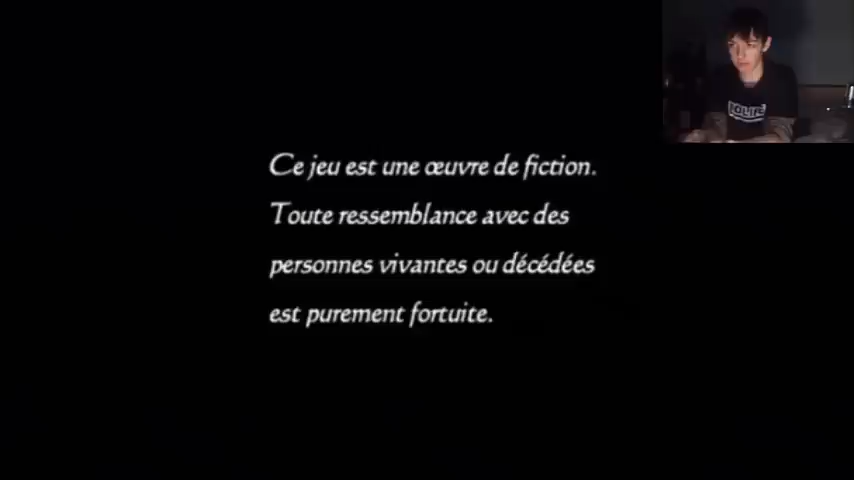 Ce jeu est une œuvre de fiction.
Toute ressemblance avec des
personnes vivantes ou décédées
est purement fortuite.